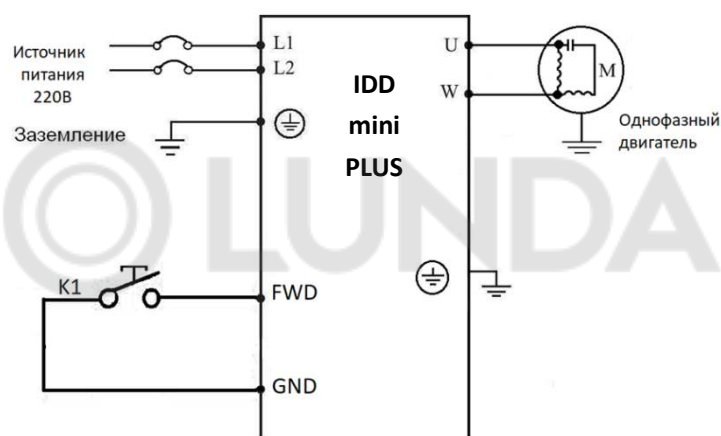 Источник
питания
220В
L1
L2
U
W
M
IDD
mini
PLUS
Заземление
Однофазный
двигатель
LUNDA
K1
FWD
GND